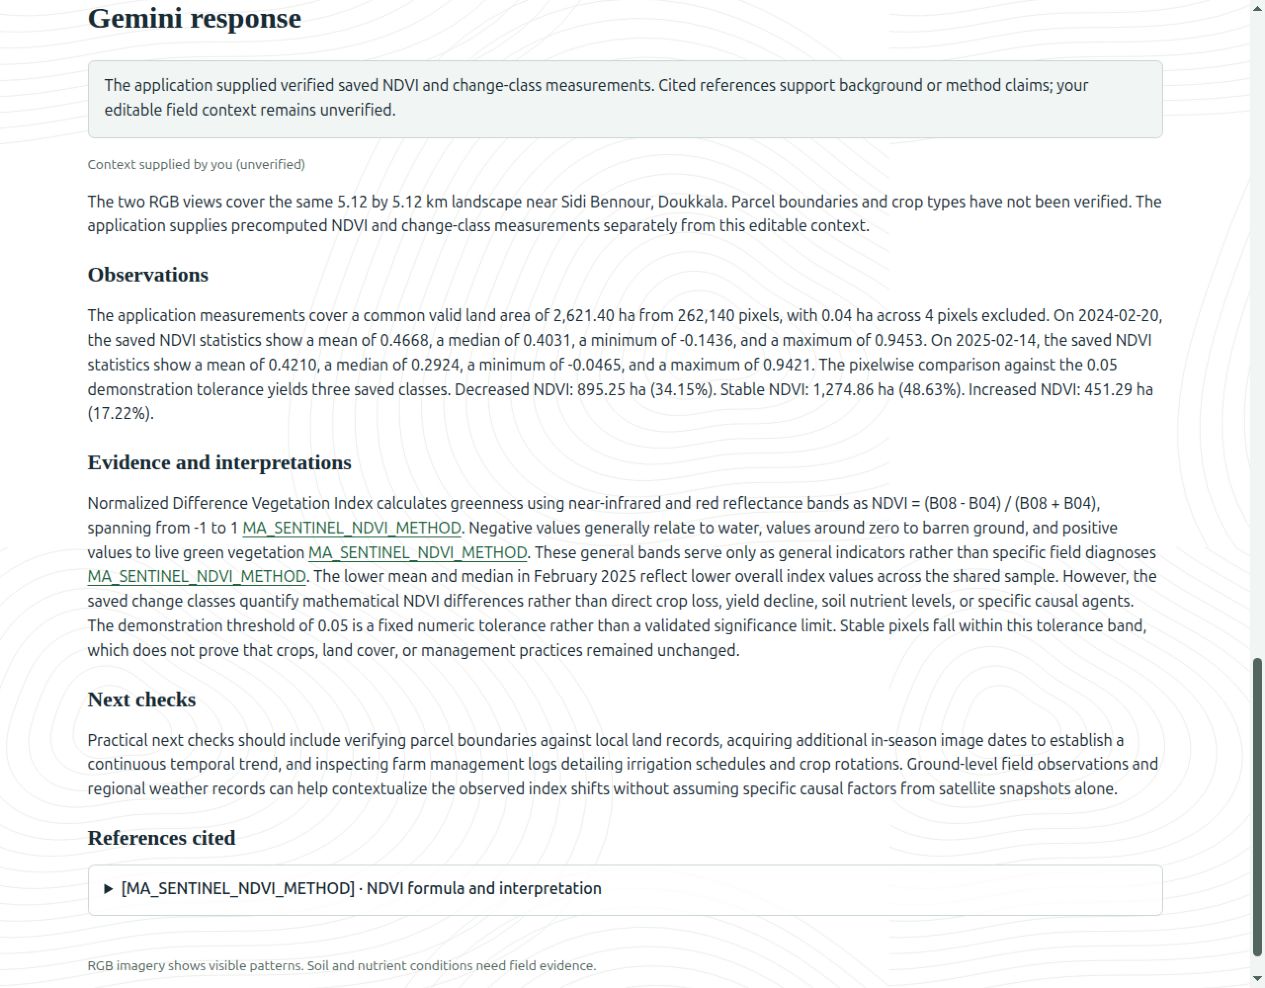 Gemini response
The application supplied verified saved NDVI and change-class measurements. Cited references support background or method claims; your
editable field context remains unverified.
Context supplied by you (unverified)
The two RGB views cover the same 5.12 by 5.12 km landscape near Sidi Bennour, Doukkala. Parcel boundaries and crop types have not been verified. The
application supplies precomputed NDVI and change-class measurements separately from this editable context.
Observations
The application measurements cover a common valid land area of 2,621.40 ha from 262,140 pixels, with 0.04 ha across 4 pixels excluded. On 2024-02-20,
the saved NDVI statistics show a mean of 0.4668, a median of 0.4031, a minimum of -0.1436, and a maximum of 0.9453. On 2025-02-14, the saved NDVI
statistics show a mean of 0.4210, a median of 0.2924, a minimum of -0.0465, and a maximum of 0.9421. The pixelwise comparison against the 0.05
demonstration tolerance yields three saved classes. Decreased NDVI: 895.25 ha (34.15%). Stable NDVI: 1,274.86 ha (48.63%). Increased NDVI: 451.29 ha
(17.22%).
Evidence and interpretations
Normalized Difference Vegetation Index calculates greenness using near-infrared and red reflectance bands as NDVI = (B08 - B04) / (B08 + B04),
spanning from -1 to 1 MA_SENTINEL_NDVI_METHOD. Negative values generally relate to water, values around zero to barren ground, and positive
values to live green vegetation MA_SENTINEL_NDVI_METHOD. These general bands serve only as general indicators rather than specific field diagnoses
MA_SENTINEL_NDVI_METHOD. The lower mean and median in February 2025 reflect lower overall index values across the shared sample. However, the
saved change classes quantify mathematical NDVI differences rather than direct crop loss, yield decline, soil nutrient levels, or specific causal agents.
The demonstration threshold of 0.05 is a fixed numeric tolerance rather than a validated significance limit. Stable pixels fall within this tolerance band,
which does not prove that crops, land cover, or management practices remained unchanged.
Next checks
Practical next checks should include verifying parcel boundaries against local land records, acquiring additional in-season image dates to establish a
continuous temporal trend, and inspecting farm management logs detailing irrigation schedules and crop rotations. Ground-level field observations and
regional weather records can help contextualize the observed index shifts without assuming specific causal factors from satellite snapshots alone.
References cited
▶ [MA_SENTINEL_NDVI_METHOD] · NDVI formula and interpretation
RGB imagery shows visible patterns. Soil and nutrient conditions need field evidence.